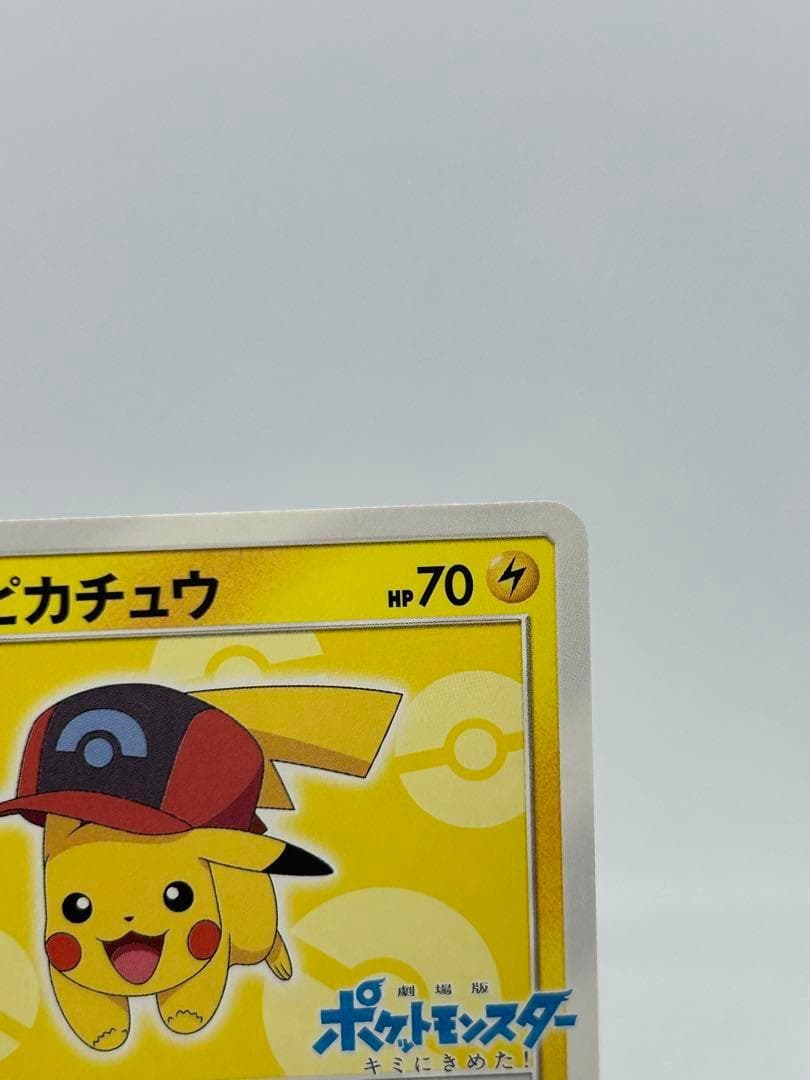 ピカチュウ HP70
劇場版
ポケットモンスター
キミにきめた!